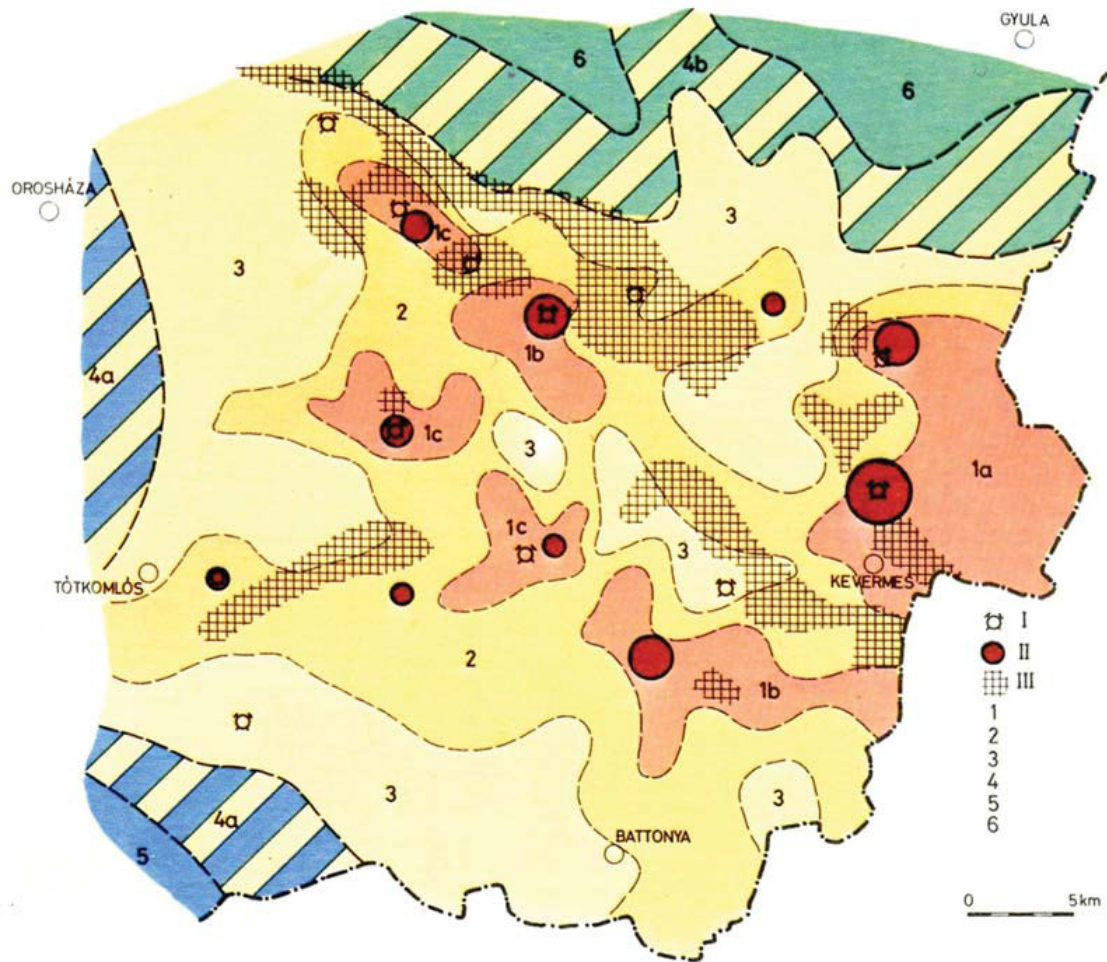 GYULA
6
4b
6
OROSHÁZA
3
1c
3
2
4a
1b
1c
3
1a
1c
3
TÓTKOMLÓS
KEVERMES
I
2
II
1b
III
1
2
3
4
5
6
3
3
4a
BATTONYA
5
0 5km